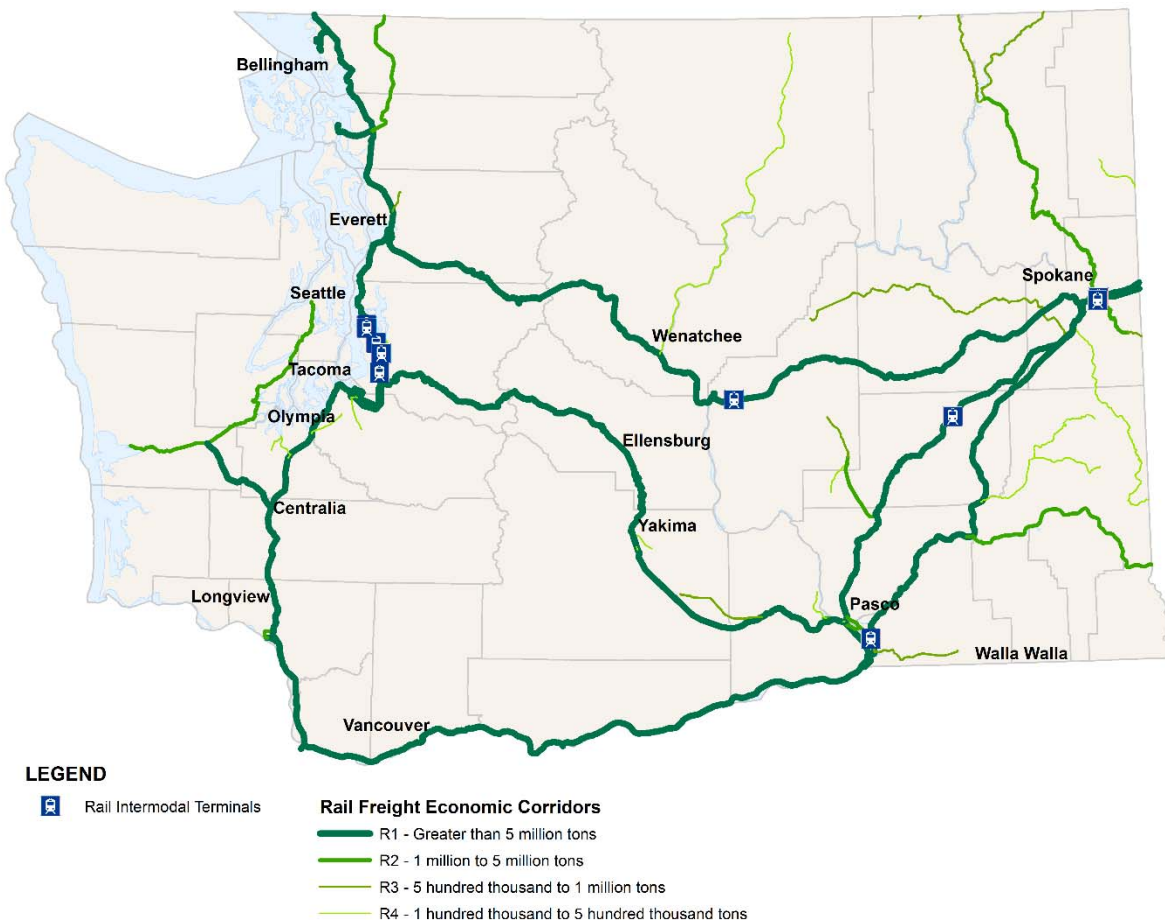 Bellingham
Everett
Spokane
Seattle
Wenatchee
Tacoma
Olympia
Ellensburg
Centralia
Yakima
Longview
Pasco
Walla Walla
Vancouver
LEGEND
Rail Intermodal Terminals
Rail Freight Economic Corridors
R1 - Greater than 5 million tons
R2 - 1 million to 5 million tons
R3 - 5 hundred thousand to 1 million tons
R4 - 1 hundred thousand to 5 hundred thousand tons